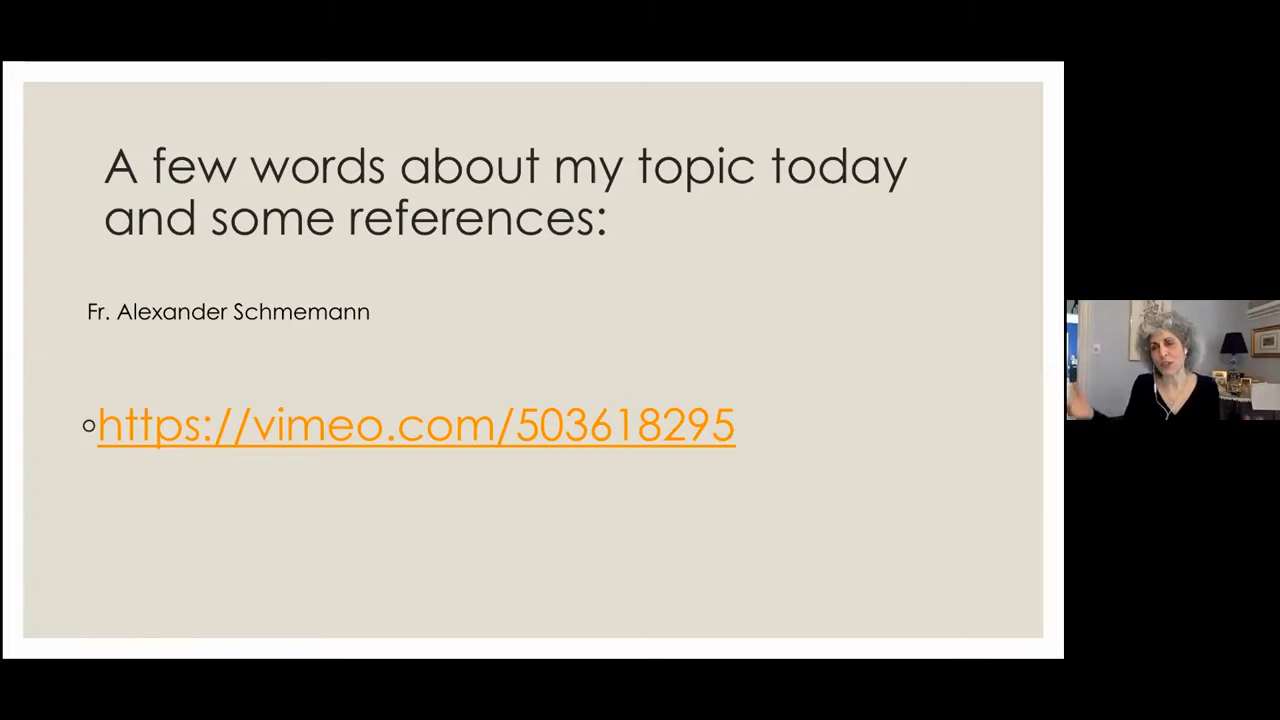 A few words about my topic today
and some references:
Fr. Alexander Schmemann
https://vimeo.com/503618295